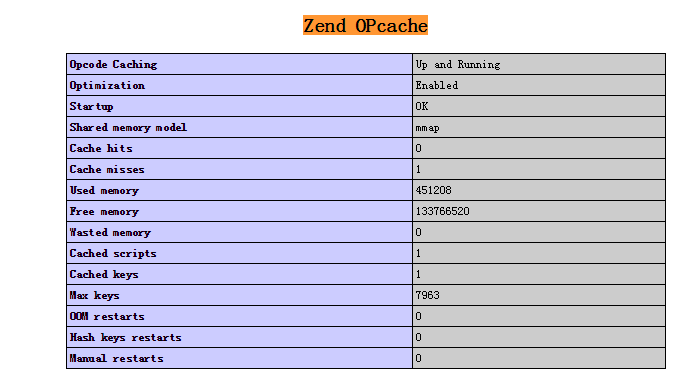 Zend OPcache
Opcode Caching Up and Running
Optimization Enabled
Startup OK
Shared memory model mmap
Cache hits 0
Cache misses 1
Used memory 451208
Free memory 133766520
Wasted memory 0
Cached scripts 1
Cached keys 1
Max keys 7963
OOM restarts 0
Hash keys restarts 0
Manual restarts 0